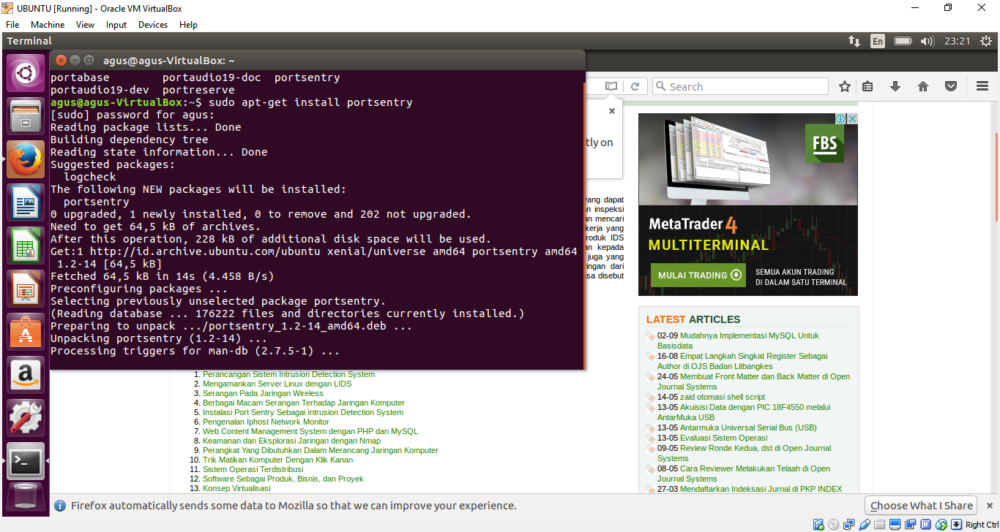 UBUNTU [Running] - Oracle VM VirtualBox
File Machine View Input Devices Help
Terminal
En
23:21
agus@agus-VirtualBox: ~
portabase portaudio19-doc portsentry
portaudio19-dev portreserve
agus@agus-VirtualBox:~$ sudo apt-get install portsentry
[sudo] password for agus:
Reading package lists... Done
Building dependency tree
Reading state information... Done
Suggested packages:
logcheck
The following NEW packages will be installed:
portsentry
0 upgraded, 1 newly installed, 0 to remove and 202 not upgraded.
Need to get 64,5 kB of archives.
After this operation, 228 kB of additional disk space will be used.
Get:1 http://id.archive.ubuntu.com/ubuntu xenial/universe amd64 portsentry amd64
1.2-14 [64,5 kB]
Fetched 64,5 kB in 14s (4.458 B/s)
Preconfiguring packages ...
Selecting previously unselected package portsentry.
(Reading database ... 176222 files and directories currently installed.)
Preparing to unpack .../portsentry_1.2-14_amd64.deb ...
Unpacking portsentry (1.2-14) ...
Processing triggers for man-db (2.7.5-1) ...
Search
tly on
yang dapat
an inspeksi
an mencari
kerja yang
roduk IDS
an kepada
juga yang
ringan dari
asa disebut
1. Perancangan Sistem Intrusion Detection System
2. Mengamankan Server Linux dengan LIDS
3. Serangan Pada Jaringan Wireless
4. Berbagai Macam Serangan Terhadap Jaringan Komputer
5. Instalasi Port Sentry Sebagai Intrusion Detection System
6. Pengenalan Iphost Network Monitor
7. Web Content Management System dengan PHP dan MySQL
8. Keamanan dan Eksplorasi Jaringan dengan Nmap
9. Perangkat Yang Dibutuhkan Dalam Merancang Jaringan Komputer
10. Trik Matikan Komputer Dengan Klik Kanan
11. Sistem Operasi Terdistribusi
12. Software Sebagai Produk, Bisnis, dan Proyek
13. Konsep Virtualisasi
FBS
MetaTrader 4
MULTITERMINAL
MULAI TRADING
SEMUA AKUN TRADING
DI DALAM SATU TERMINAL
LATEST ARTICLES
02-09 Mudahnya Implementasi MySQL Untuk
Basisdata
16-08 Empat Langkah Singkat Register Sebagai
Author di OJS Badan Litbangkes
24-05 Membuat Front Matter dan Back Matter di Open
Journal Systems
14-05 zaid otomasi shell script
13-05 Akuisisi Data dengan PIC 18F4550 melalui
AntarMuka USB
13-05 Antarmuka Universal Serial Bus (USB)
13-05 Evaluasi Sistem Operasi
09-05 Review Ronde Kedua, dst di Open Journal
Systems
08-05 Cara Reviewer Melakukan Telaah di Open
Journal Systems
27-03 Mendaftarkan Indeksasi Jurnal di PKP INDEX
Firefox automatically sends some data to Mozilla so that we can improve your experience.
Choose What I Share
Right Ctrl